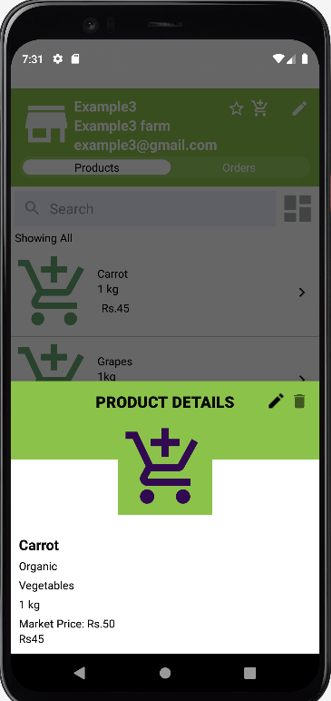 7:31
Example3
Example3 farm
example3@gmail.com
Products Orders
Search
Showing All
Carrot
1 kg
Rs.45
Grapes
1kg
PRODUCT DETAILS
Carrot
Organic
Vegetables
1 kg
Market Price: Rs.50
Rs45